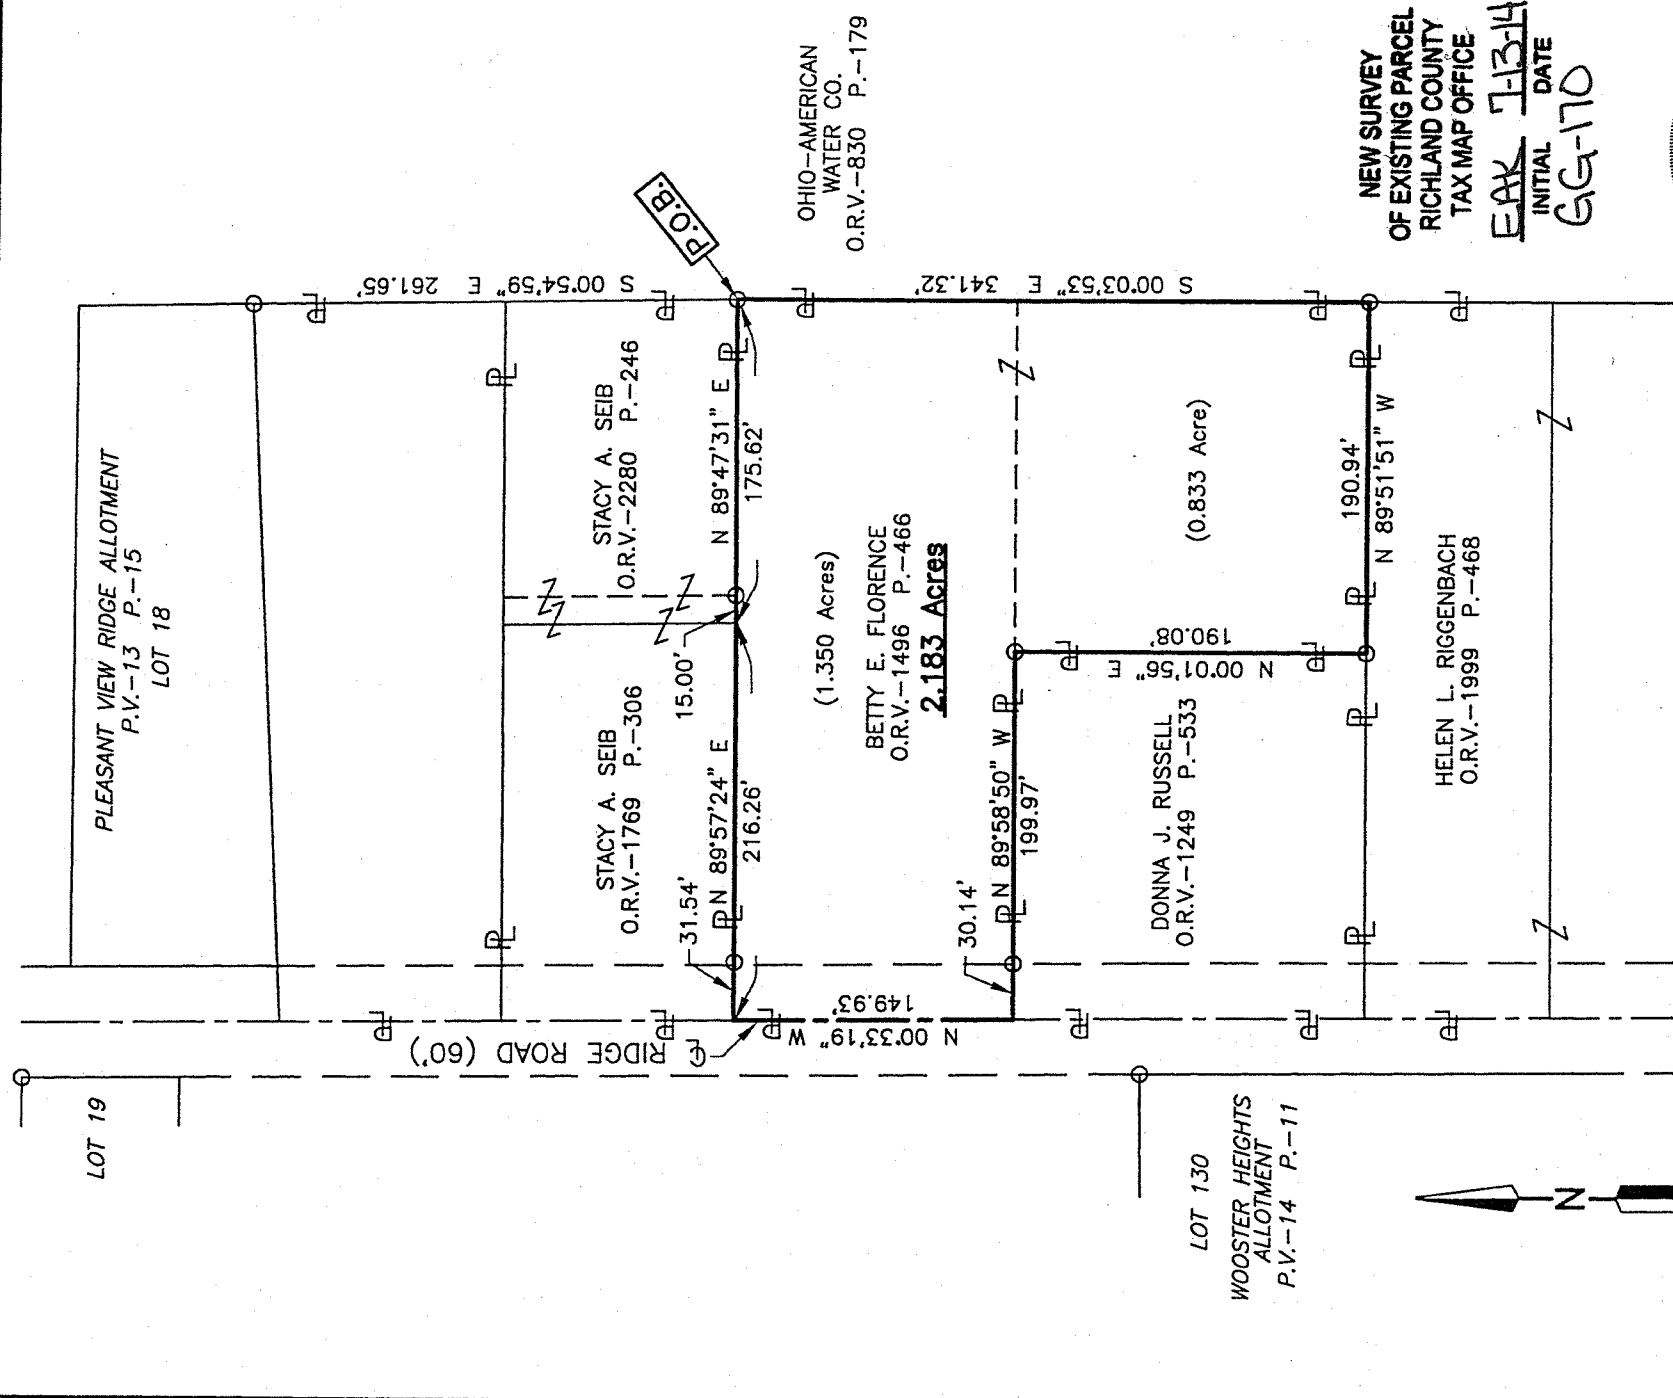 PLEASANT VIEW RIDGE ALLOTMENT
P.V.-13 P.-15
LOT 18
LOT 19
S 00°54'59" E 261.65'
STACY A. SEIB
O.R.V.-2280 P.-246
STACY A. SEIB
O.R.V.-1769 P.-306
15.00'
31.54'
N 89°57'24" E
216.26'
N 89°47'31" E
175.62'
P.O.B.
OHIO-AMERICAN
WATER CO.
O.R.V.-830 P.-179
S 00°03'53" E 341.32'
(1.350 Acres)
BETTY E. FLORENCE
O.R.V.-1496 P.-466
2.183 Acres
℄ RIDGE ROAD (60')
N 00°33'19" W
149.93'
30.14'
N 89°58'50" W
199.97'
N 00°01'56" E
190.08'
(0.833 Acre)
190.94'
N 89°51'51" W
DONNA J. RUSSELL
O.R.V.-1249 P.-533
HELEN L. RIGGENBACH
O.R.V.-1999 P.-468
LOT 130
WOOSTER HEIGHTS
ALLOTMENT
P.V.-14 P.-11
N
NEW SURVEY
OF EXISTING PARCEL
RICHLAND COUNTY
TAX MAP OFFICE
EAK 7-13-14
INITIAL DATE
GG-170